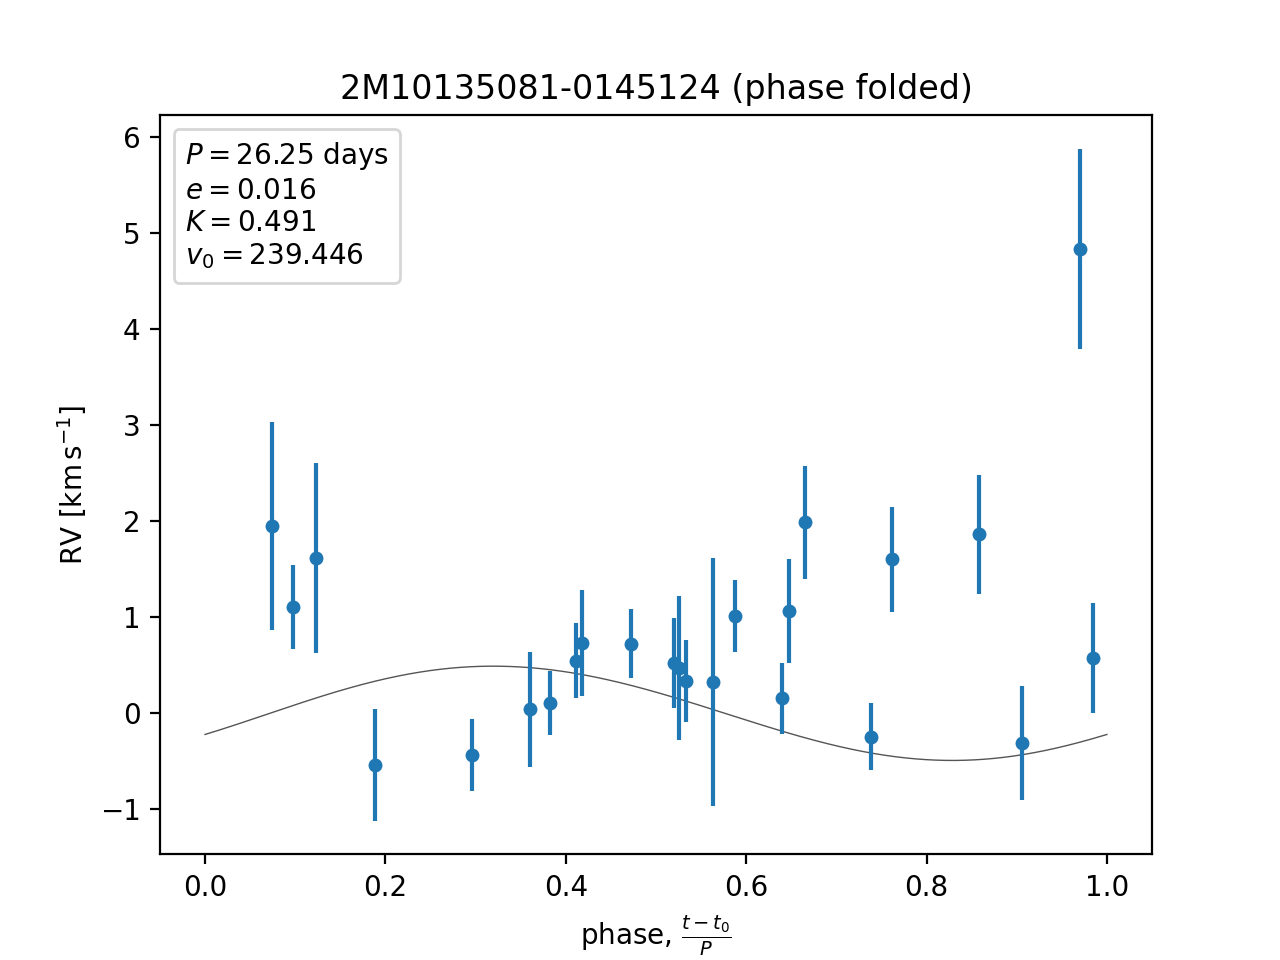 2M10135081-0145124 (phase folded)
P = 26.25 days
e = 0.016
K = 0.491
v₀ = 239.446
6
5
4
3
2
1
0
−1
RV [km s⁻¹]
0.0 0.2 0.4 0.6 0.8 1.0
phase, (t − t₀)/P